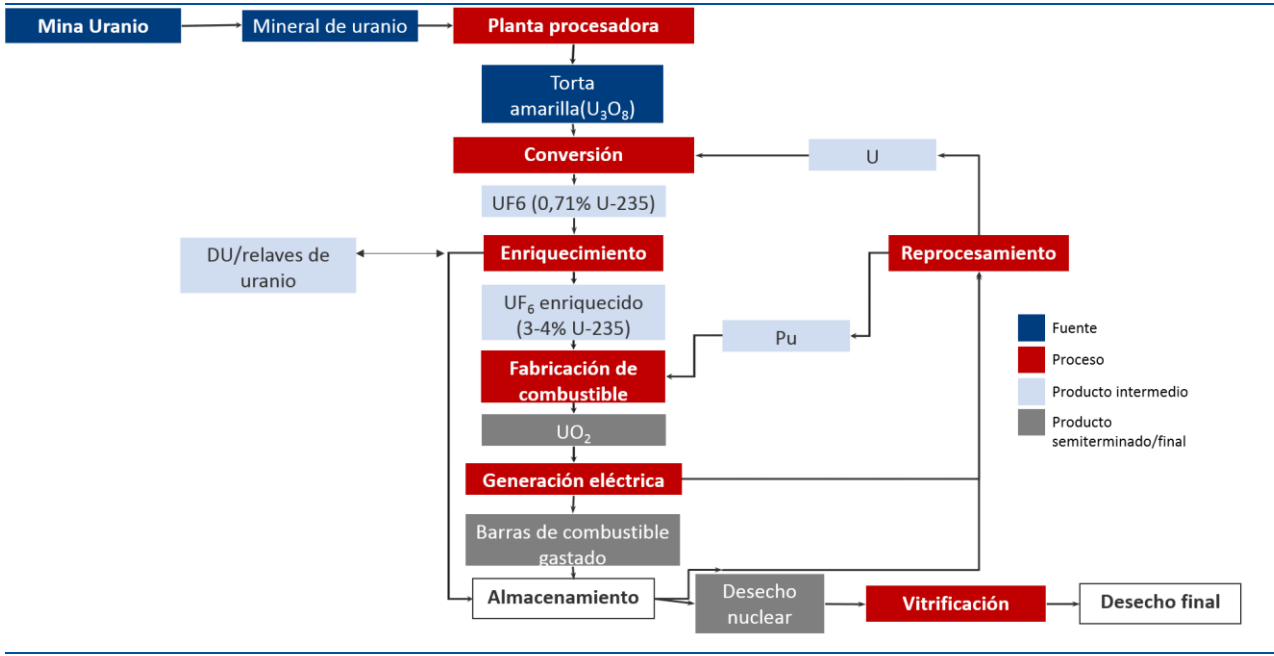 Mina Uranio
Mineral de uranio
Planta procesadora
Torta
amarilla(U₃O₈)
Conversión
U
UF6 (0,71% U-235)
DU/relaves de
uranio
Enriquecimiento
Reprocesamiento
UF₆ enriquecido
(3-4% U-235)
Pu
Fabricación de
combustible
UO₂
Generación eléctrica
Barras de combustible
gastado
Almacenamiento
Desecho
nuclear
Vitrificación
Desecho final
Fuente
Proceso
Producto intermedio
Producto
semiterminado/final